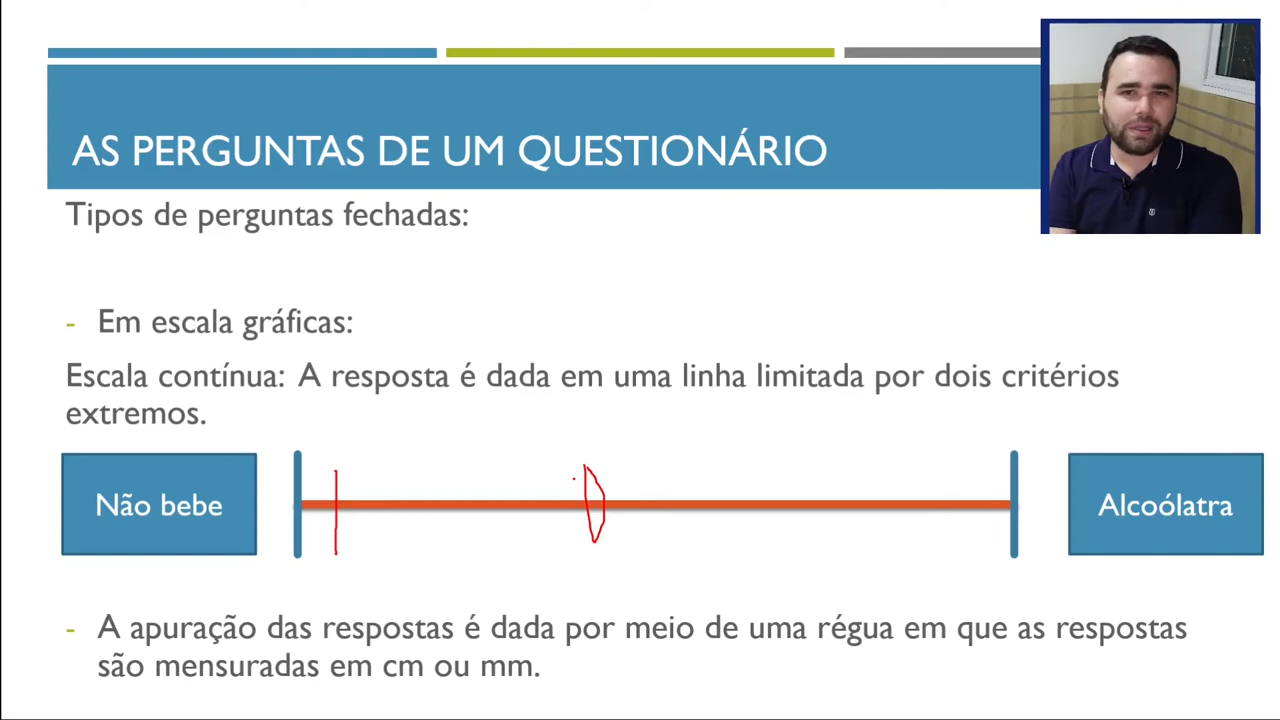 AS PERGUNTAS DE UM QUESTIONÁRIO
Tipos de perguntas fechadas:
- Em escala gráficas:
Escala contínua: A resposta é dada em uma linha limitada por dois critérios
extremos.
Não bebe
Alcoólatra
- A apuração das respostas é dada por meio de uma régua em que as respostas
são mensuradas em cm ou mm.